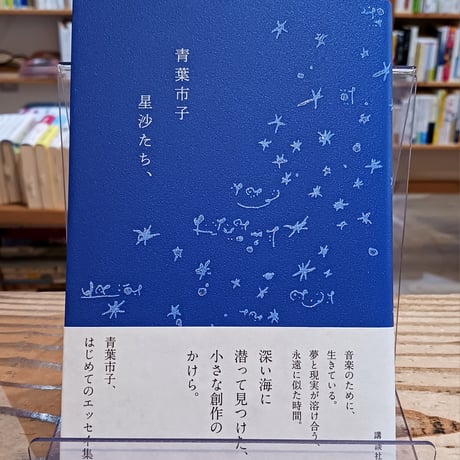 青葉市子
星沙たち、
音楽のために、
生きている。
夢と現実が溶け合う、
永遠に似た時間。
深い海に
潜って見つけた、
小さな創作の
かけら。
青葉市子、
はじめてのエッセイ集
講談社